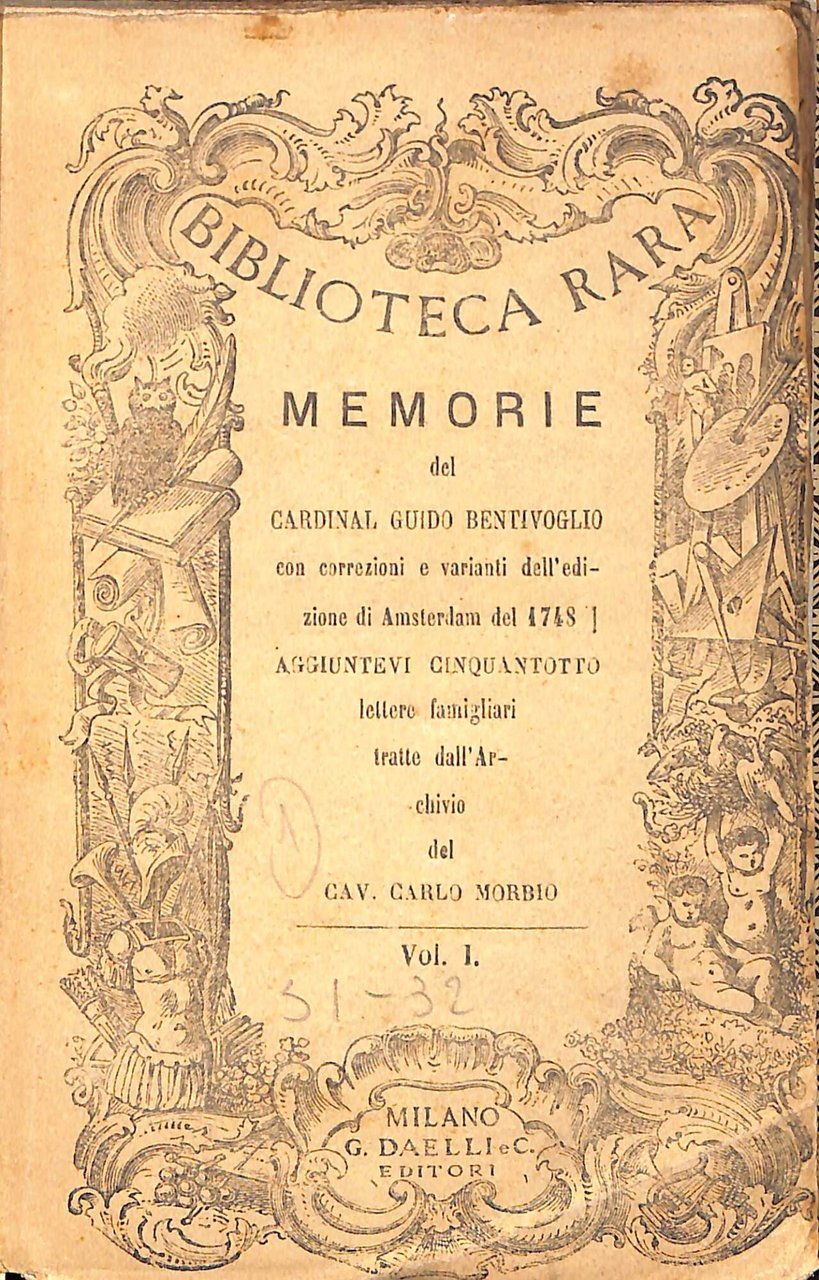 BIBLIOTECA RARA
MEMORIE
del
CARDINAL GUIDO BENTIVOGLIO
con correzioni e varianti dell'edi-
zione di Amsterdam del 1748
AGGIUNTEVI CINQUANTOTTO
lettere famigliari
tratte dall'Ar-
chivio
del
CAV. CARLO MORBIO
Vol. I.
31-32
MILANO
G. DAELLI e C.
EDITORI